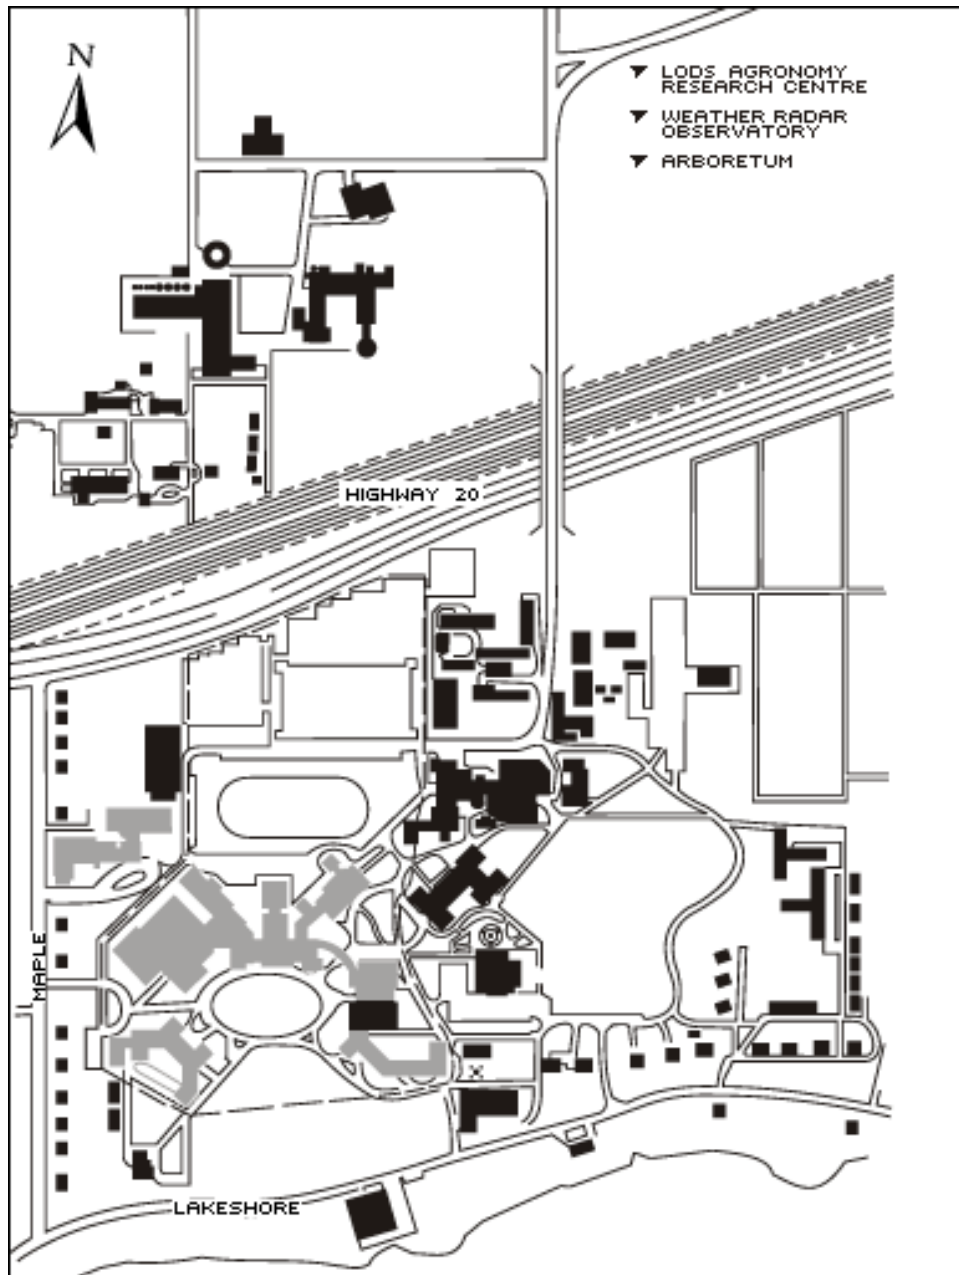 N
LODS AGRONOMY
RESEARCH CENTRE
WEATHER RADAR
OBSERVATORY
ARBORETUM
HIGHWAY 20
MAPLE
LAKESHORE